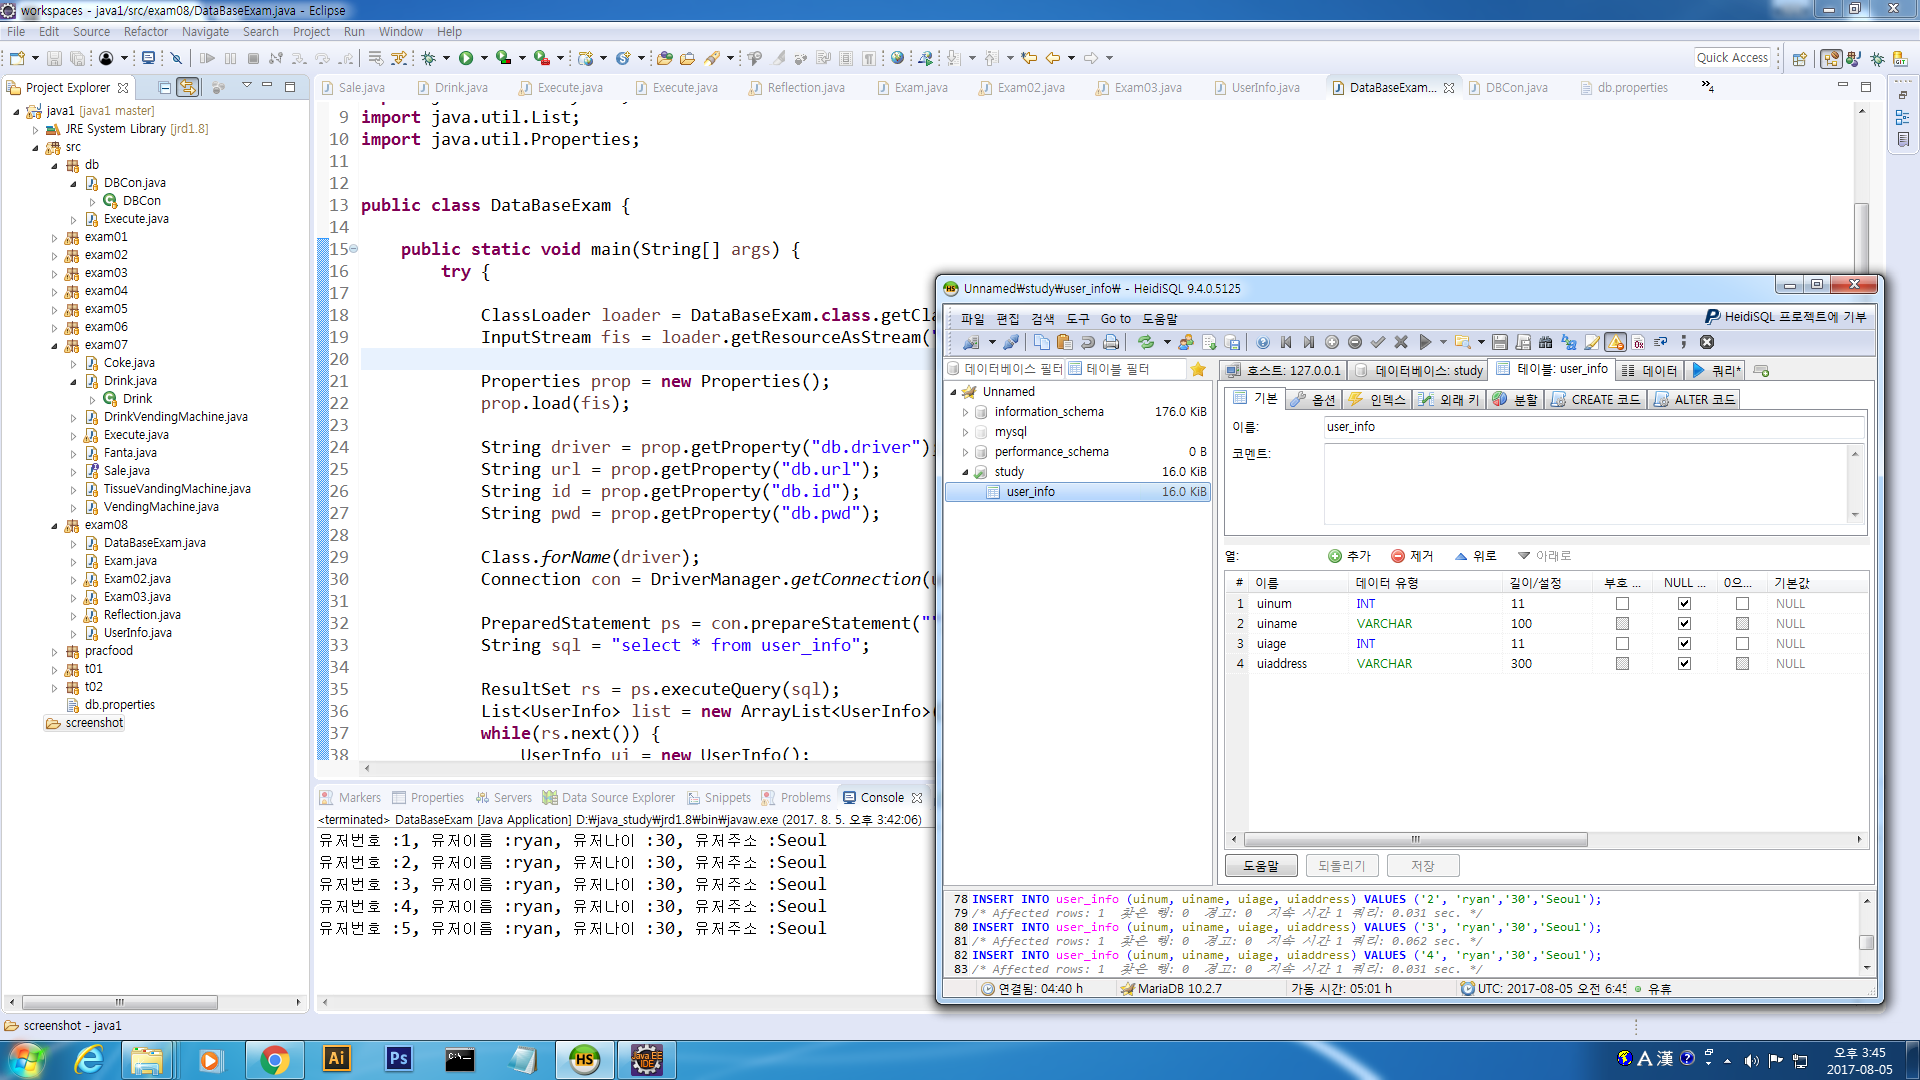 workspaces - java1/src/exam08/DataBaseExam.java - Eclipse
File Edit Source Refactor Navigate Search Project Run Window Help
Quick Access
Project Explorer
Sale.java Drink.java Execute.java Execute.java Reflection.java Exam.java Exam02.java Exam03.java UserInfo.java DataBaseExam... DBCon.java db.properties 4
java1 [java1 master]
JRE System Library [jrd1.8]
src
db
DBCon.java
DBCon
Execute.java
exam01
exam02
exam03
exam04
exam05
exam06
exam07
Coke.java
Drink.java
Drink
DrinkVendingMachine.java
Execute.java
Fanta.java
Sale.java
TissueVandingMachine.java
VendingMachine.java
exam08
DataBaseExam.java
Exam.java
Exam02.java
Exam03.java
Reflection.java
UserInfo.java
pracfood
t01
t02
db.properties
screenshot
9 import java.util.List;
10 import java.util.Properties;
11
12
13 public class DataBaseExam {
14
15 public static void main(String[] args) {
16 try {
17
18 ClassLoader loader = DataBaseExam.class.getCla
19 InputStream fis = loader.getResourceAsStream("
20
21 Properties prop = new Properties();
22 prop.load(fis);
23
24 String driver = prop.getProperty("db.driver");
25 String url = prop.getProperty("db.url");
26 String id = prop.getProperty("db.id");
27 String pwd = prop.getProperty("db.pwd");
28
29 Class.forName(driver);
30 Connection con = DriverManager.getConnection(u
31
32 PreparedStatement ps = con.prepareStatement("
33 String sql = "select * from user_info";
34
35 ResultSet rs = ps.executeQuery(sql);
36 List<UserInfo> list = new ArrayList<UserInfo>(
37 while(rs.next()) {
38 UserInfo ui = new UserInfo();
Markers Properties Servers Data Source Explorer Snippets Problems Console
<terminated> DataBaseExam [Java Application] D:₩java_study₩jrd1.8₩bin₩javaw.exe (2017. 8. 5. 오후 3:42:06)
유저번호 :1, 유저이름 :ryan, 유저나이 :30, 유저주소 :Seoul
유저번호 :2, 유저이름 :ryan, 유저나이 :30, 유저주소 :Seoul
유저번호 :3, 유저이름 :ryan, 유저나이 :30, 유저주소 :Seoul
유저번호 :4, 유저이름 :ryan, 유저나이 :30, 유저주소 :Seoul
유저번호 :5, 유저이름 :ryan, 유저나이 :30, 유저주소 :Seoul
HS Unnamed₩study₩user_info₩ - HeidiSQL 9.4.0.5125
파일 편집 검색 도구 Go to 도움말 HeidiSQL 프로젝트에 기부
데이터베이스 필터 테이블 필터
호스트: 127.0.0.1 데이터베이스: study 테이블: user_info 데이터 쿼리*
Unnamed
information_schema 176.0 KiB
mysql
performance_schema 0 B
study 16.0 KiB
user_info 16.0 KiB
기본 옵션 인덱스 외래 키 분할 CREATE 코드 ALTER 코드
이름: user_info
코멘트:
열: 추가 제거 위로 아래로
# 이름 데이터 유형 길이/설정 부호 ... NULL ... 0으... 기본값
1 uinum INT 11 NULL
2 uiname VARCHAR 100 NULL
3 uiage INT 11 NULL
4 uiaddress VARCHAR 300 NULL
도움말 되돌리기 저장
78 INSERT INTO user_info (uinum, uiname, uiage, uiaddress) VALUES ('2', 'ryan','30','Seoul');
79 /* Affected rows: 1 찾은 행: 0 경고: 0 지속 시간 1 쿼리: 0.031 sec. */
80 INSERT INTO user_info (uinum, uiname, uiage, uiaddress) VALUES ('3', 'ryan','30','Seoul');
81 /* Affected rows: 1 찾은 행: 0 경고: 0 지속 시간 1 쿼리: 0.062 sec. */
82 INSERT INTO user_info (uinum, uiname, uiage, uiaddress) VALUES ('4', 'ryan','30','Seoul');
83 /* Affected rows: 1 찾은 행: 0 경고: 0 지속 시간 1 쿼리: 0.031 sec. */
연결됨: 04:40 h MariaDB 10.2.7 가동 시간: 05:01 h UTC: 2017-08-05 오전 6:45 유휴
screenshot - java1
Ai Ps HS Java EE IDE
A 漢 오후 3:45
2017-08-05